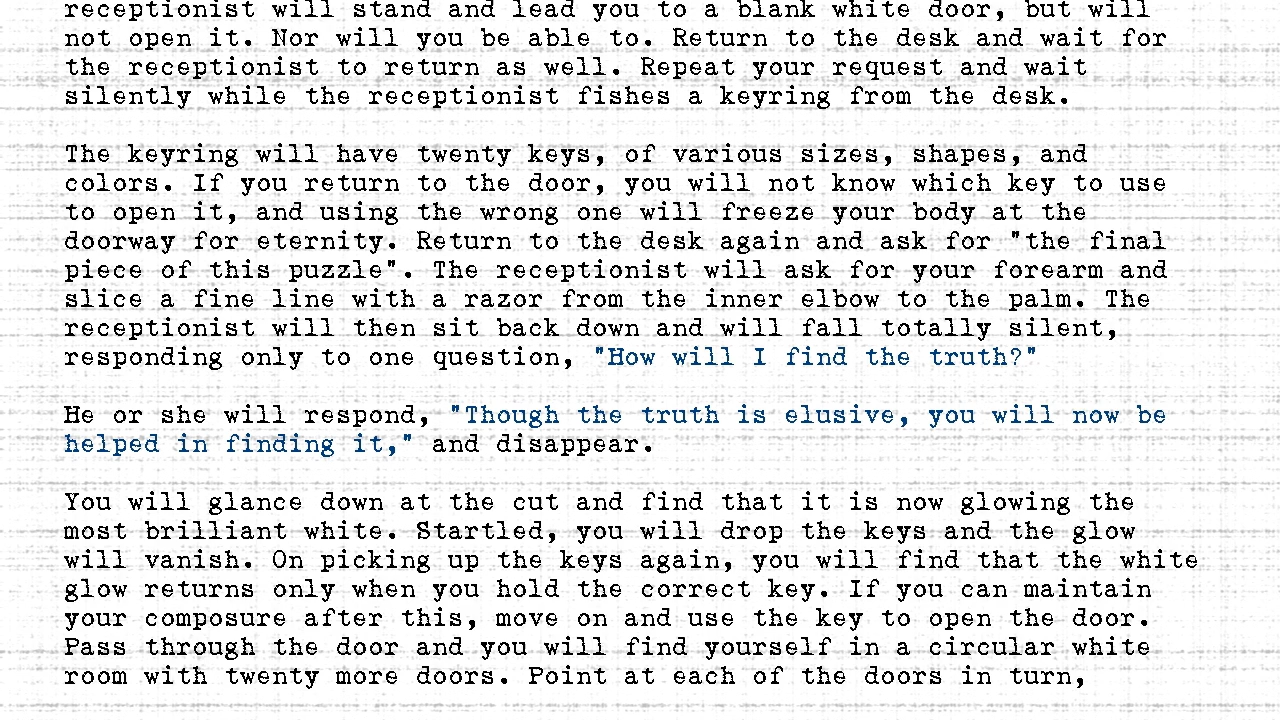 receptionist will stand and lead you to a blank white door, but will
not open it. Nor will you be able to. Return to the desk and wait for
the receptionist to return as well. Repeat your request and wait
silently while the receptionist fishes a keyring from the desk.
The keyring will have twenty keys, of various sizes, shapes, and
colors. If you return to the door, you will not know which key to use
to open it, and using the wrong one will freeze your body at the
doorway for eternity. Return to the desk again and ask for "the final
piece of this puzzle". The receptionist will ask for your forearm and
slice a fine line with a razor from the inner elbow to the palm. The
receptionist will then sit back down and will fall totally silent,
responding only to one question, "How will I find the truth?"
He or she will respond, "Though the truth is elusive, you will now be
helped in finding it," and disappear.
You will glance down at the cut and find that it is now glowing the
most brilliant white. Startled, you will drop the keys and the glow
will vanish. On picking up the keys again, you will find that the white
glow returns only when you hold the correct key. If you can maintain
your composure after this, move on and use the key to open the door.
Pass through the door and you will find yourself in a circular white
room with twenty more doors. Point at each of the doors in turn,